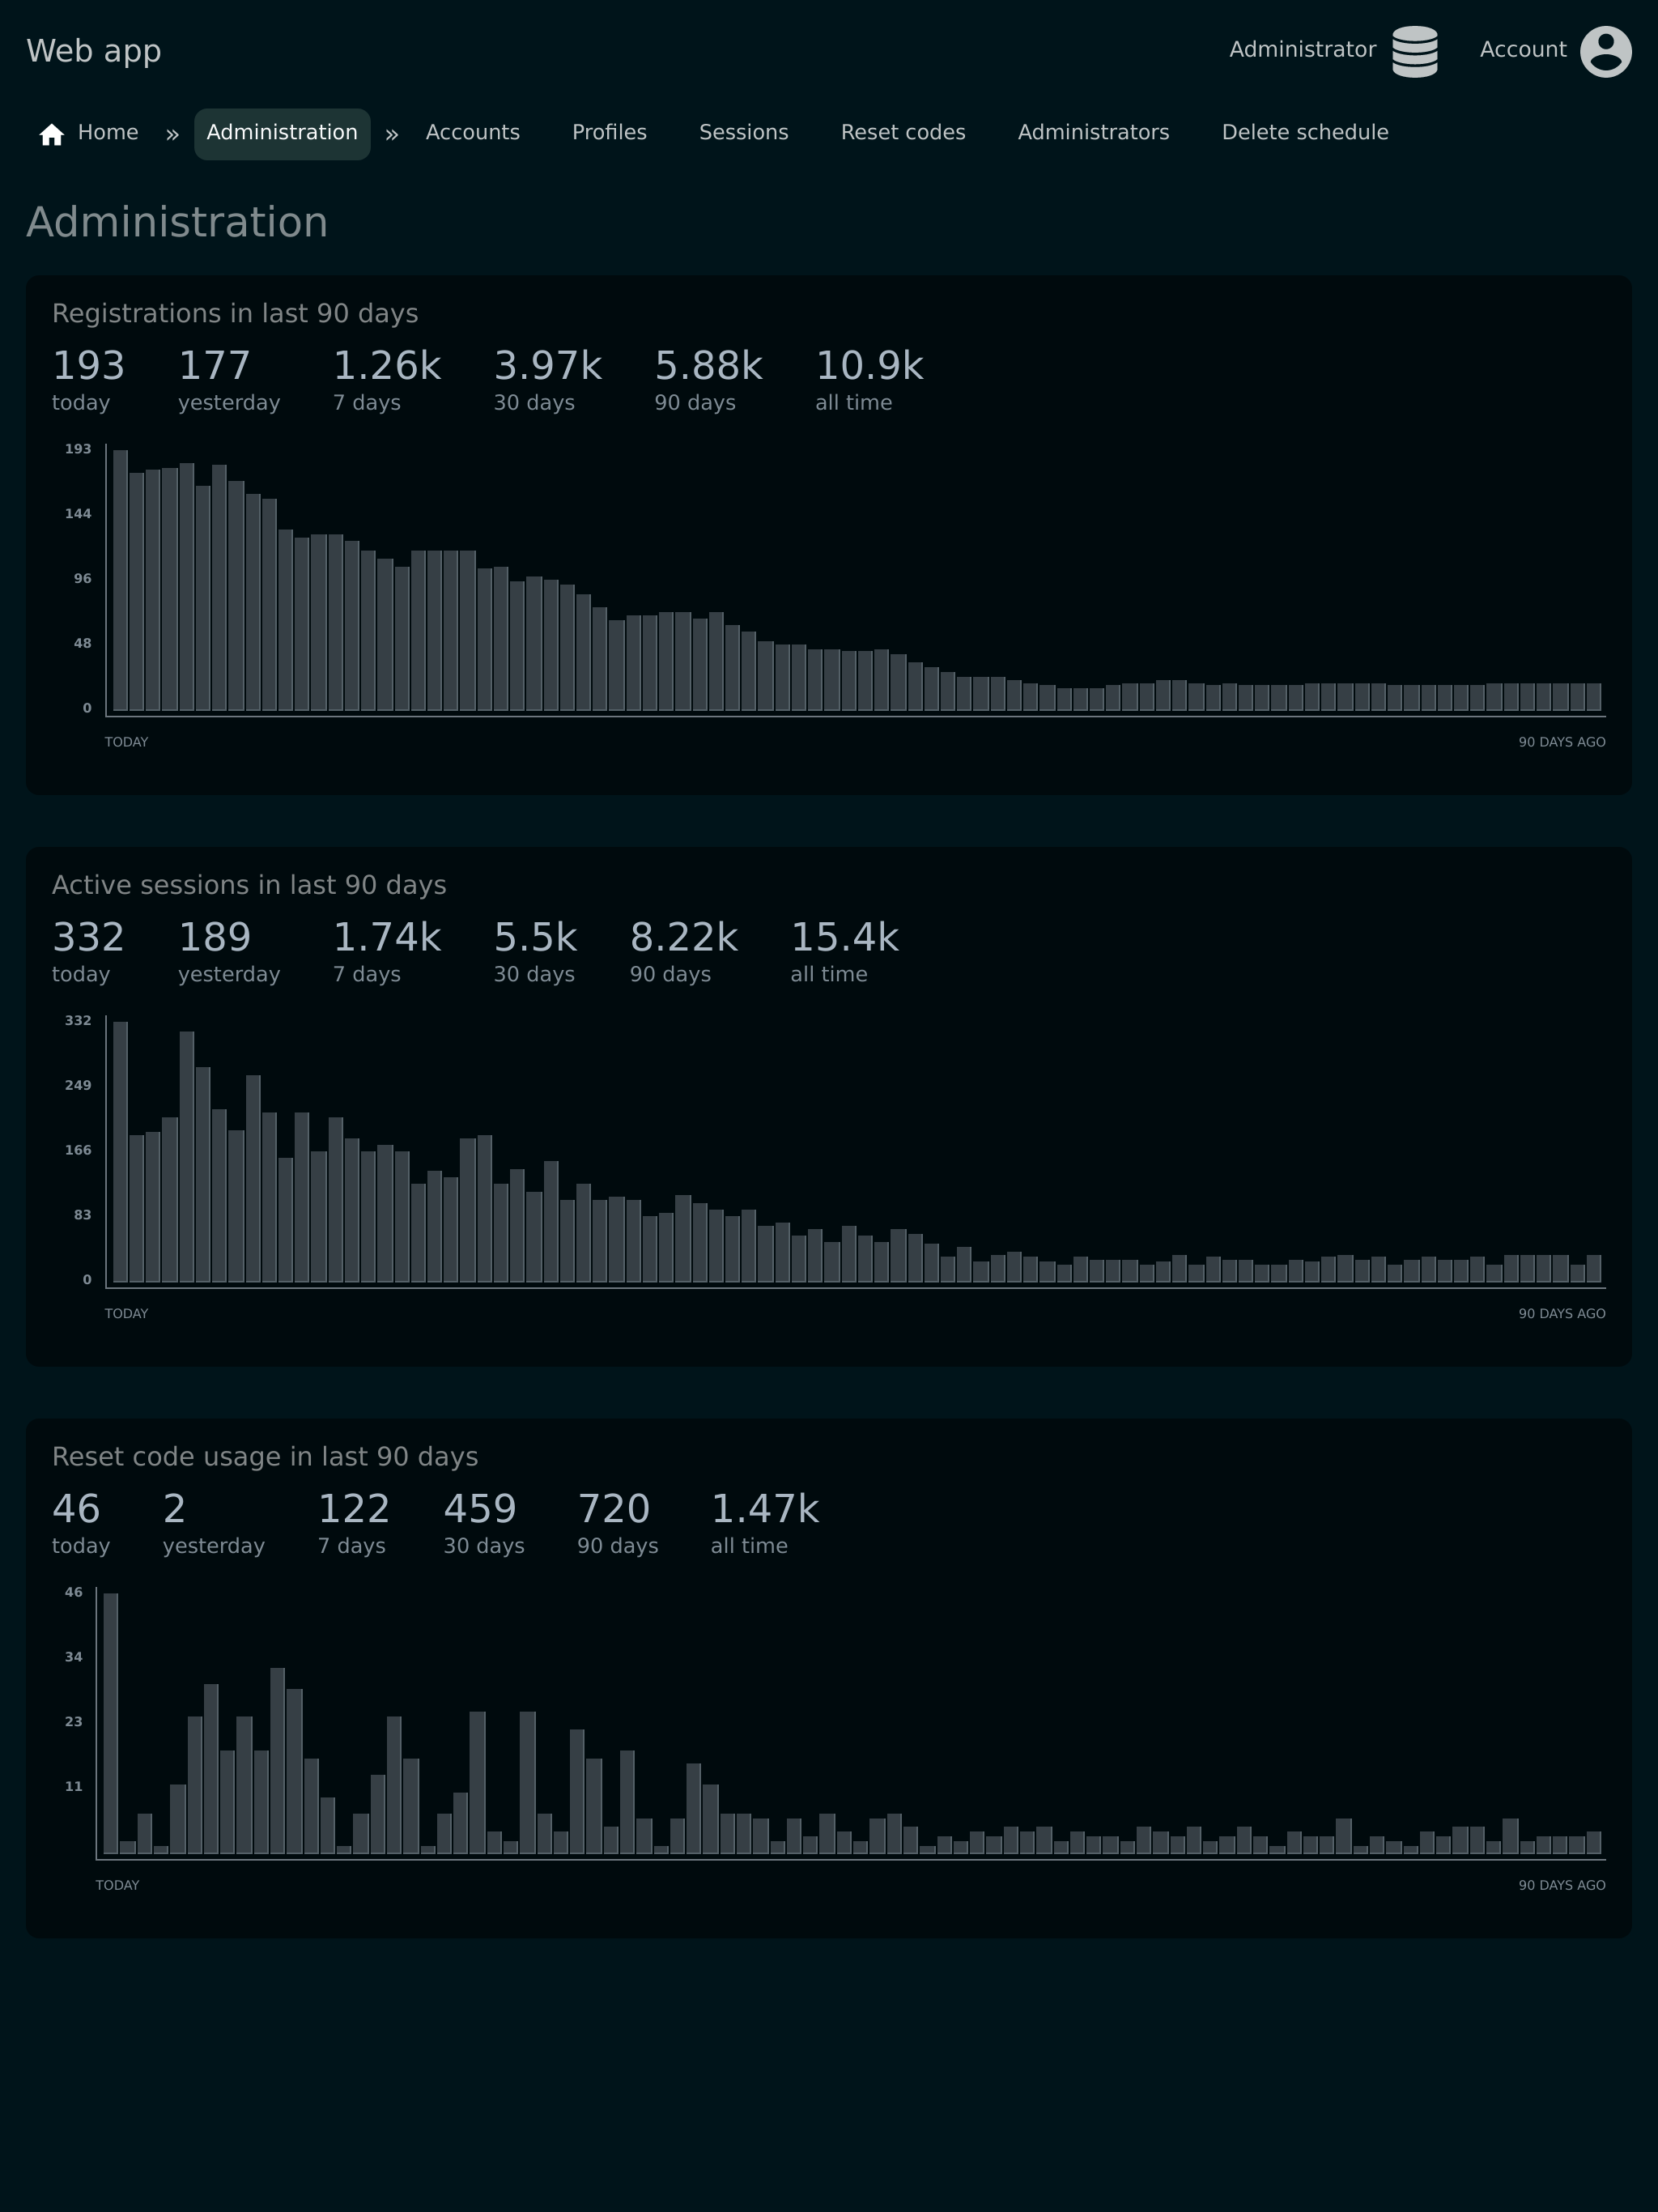 Web app
Administrator
Account
Home » Administration » Accounts Profiles Sessions Reset codes Administrators Delete schedule
Administration
Registrations in last 90 days
193 177 1.26k 3.97k 5.88k 10.9k
today yesterday 7 days 30 days 90 days all time
193
144
96
48
0
TODAY 90 DAYS AGO
Active sessions in last 90 days
332 189 1.74k 5.5k 8.22k 15.4k
today yesterday 7 days 30 days 90 days all time
332
249
166
83
0
TODAY 90 DAYS AGO
Reset code usage in last 90 days
46 2 122 459 720 1.47k
today yesterday 7 days 30 days 90 days all time
46
34
23
11
TODAY 90 DAYS AGO